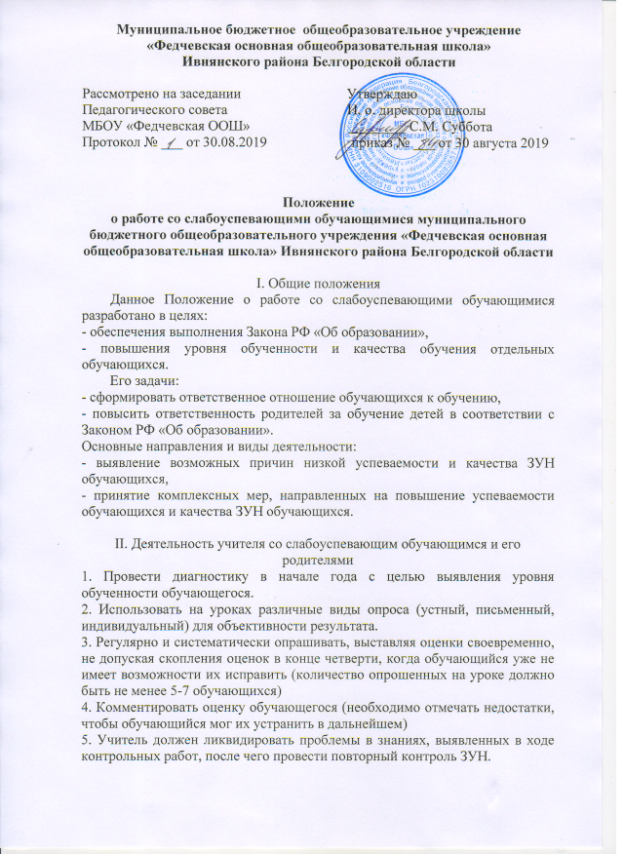 Муниципальное бюджетное общеобразовательное учреждение
«Федчевская основная общеобразовательная школа»
Ивнянского района Белгородской области
Рассмотрено на заседании
Педагогического совета
МБОУ «Федчевская ООШ»
Протокол № 1 от 30.08.2019
Утверждаю
И. о. директора школы
С.М. Суббота
приказ № от 30 августа 2019
Положение
о работе со слабоуспевающими обучающимися муниципального
бюджетного общеобразовательного учреждения «Федчевская основная
общеобразовательная школа» Ивнянского района Белгородской области
I. Общие положения
Данное Положение о работе со слабоуспевающими обучающимися
разработано в целях:
- обеспечения выполнения Закона РФ «Об образовании»,
- повышения уровня обученности и качества обучения отдельных
обучающихся.
Его задачи:
- сформировать ответственное отношение обучающихся к обучению,
- повысить ответственность родителей за обучение детей в соответствии с
Законом РФ «Об образовании».
Основные направления и виды деятельности:
- выявление возможных причин низкой успеваемости и качества ЗУН
обучающихся,
- принятие комплексных мер, направленных на повышение успеваемости
обучающихся и качества ЗУН обучающихся.
II. Деятельность учителя со слабоуспевающим обучающимся и его
родителями
1. Провести диагностику в начале года с целью выявления уровня
обученности обучающегося.
2. Использовать на уроках различные виды опроса (устный, письменный,
индивидуальный) для объективности результата.
3. Регулярно и систематически опрашивать, выставляя оценки своевременно,
не допуская скопления оценок в конце четверти, когда обучающийся уже не
имеет возможности их исправить (количество опрошенных на уроке должно
быть не менее 5-7 обучающихся)
4. Комментировать оценку обучающегося (необходимо отмечать недостатки,
чтобы обучающийся мог их устранить в дальнейшем)
5. Учитель должен ликвидировать проблемы в знаниях, выявленных в ходе
контрольных работ, после чего провести повторный контроль ЗУН.